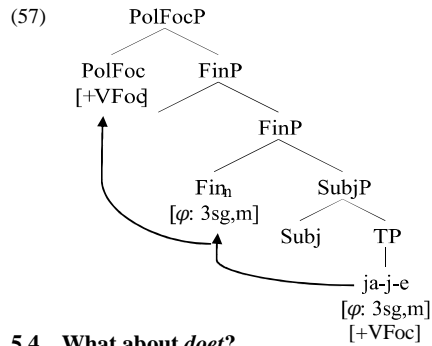 (57) PolFocP
PolFoc FinP
[+VFoc]
FinP
Finn SubjP
[φ: 3sg,m]
Subj TP
ja-j-e
[φ: 3sg,m]
[+VFoc]
5.4 What about doet?